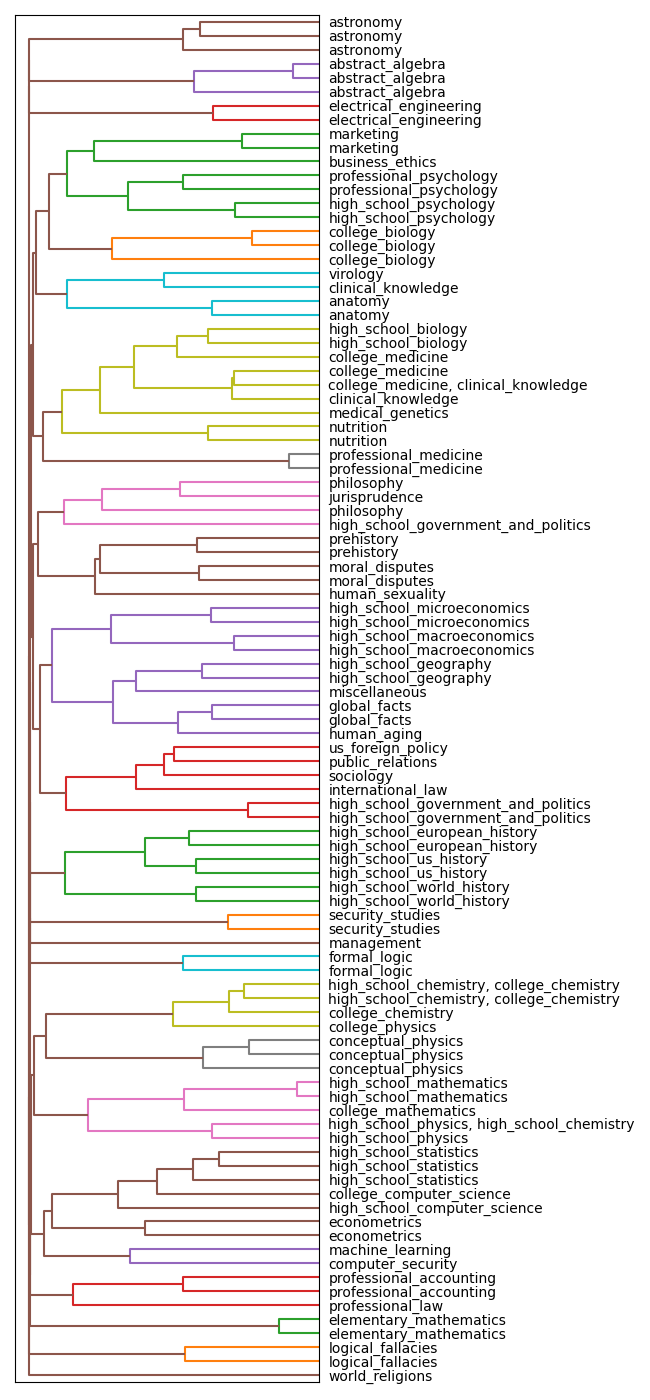 astronomy
astronomy
astronomy
abstract_algebra
abstract_algebra
abstract_algebra
electrical_engineering
electrical_engineering
marketing
marketing
business_ethics
professional_psychology
professional_psychology
high_school_psychology
high_school_psychology
college_biology
college_biology
college_biology
virology
clinical_knowledge
anatomy
anatomy
high_school_biology
high_school_biology
college_medicine
college_medicine
college_medicine, clinical_knowledge
clinical_knowledge
medical_genetics
nutrition
nutrition
professional_medicine
professional_medicine
philosophy
jurisprudence
philosophy
high_school_government_and_politics
prehistory
prehistory
moral_disputes
moral_disputes
human_sexuality
high_school_microeconomics
high_school_microeconomics
high_school_macroeconomics
high_school_macroeconomics
high_school_geography
high_school_geography
miscellaneous
global_facts
global_facts
human_aging
us_foreign_policy
public_relations
sociology
international_law
high_school_government_and_politics
high_school_government_and_politics
high_school_european_history
high_school_european_history
high_school_us_history
high_school_us_history
high_school_world_history
high_school_world_history
security_studies
security_studies
management
formal_logic
formal_logic
high_school_chemistry, college_chemistry
high_school_chemistry, college_chemistry
college_chemistry
college_physics
conceptual_physics
conceptual_physics
conceptual_physics
high_school_mathematics
high_school_mathematics
college_mathematics
high_school_physics, high_school_chemistry
high_school_physics
high_school_statistics
high_school_statistics
high_school_statistics
college_computer_science
high_school_computer_science
econometrics
econometrics
machine_learning
computer_security
professional_accounting
professional_accounting
professional_law
elementary_mathematics
elementary_mathematics
logical_fallacies
logical_fallacies
world_religions